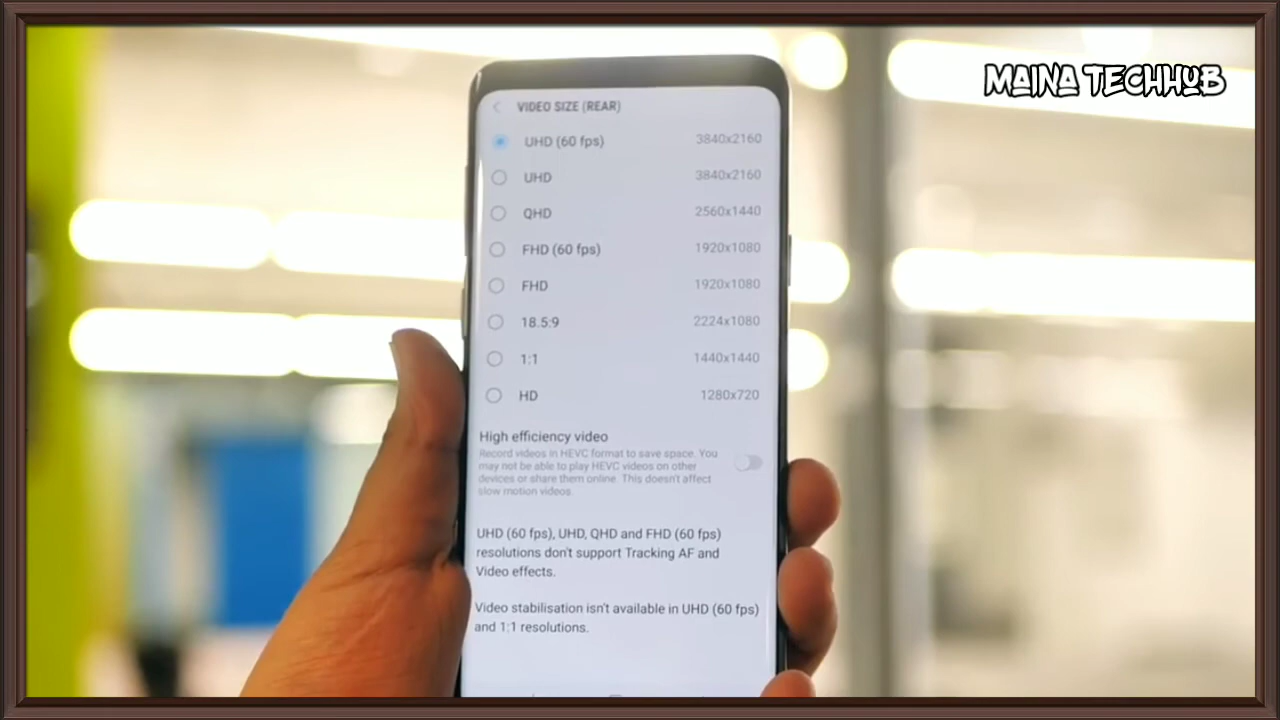 MAINA TECHHUB
VIDEO SIZE (REAR)
UHD (60 fps) 3840x2160
UHD 3840x2160
QHD 2560x1440
FHD (60 fps) 1920x1080
FHD 1920x1080
18.5:9 2224x1080
1:1 1440x1440
HD 1280x720
High efficiency video
Record videos in HEVC format to save space. You
may not be able to play HEVC videos on other
devices or share them online. This doesn't affect
slow motion videos.
UHD (60 fps), UHD, QHD and FHD (60 fps)
resolutions don't support Tracking AF and
Video effects.
Video stabilisation isn't available in UHD (60 fps)
and 1:1 resolutions.